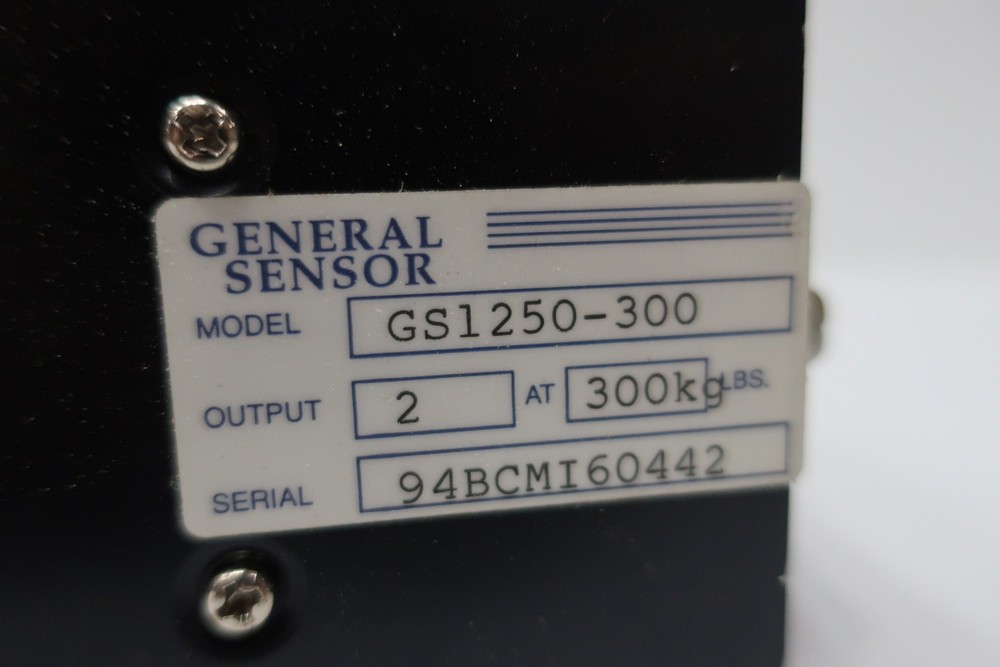 GENERAL
SENSOR
MODEL GS1250-300
OUTPUT 2 AT 300kg LBS.
SERIAL 94BCMI60442